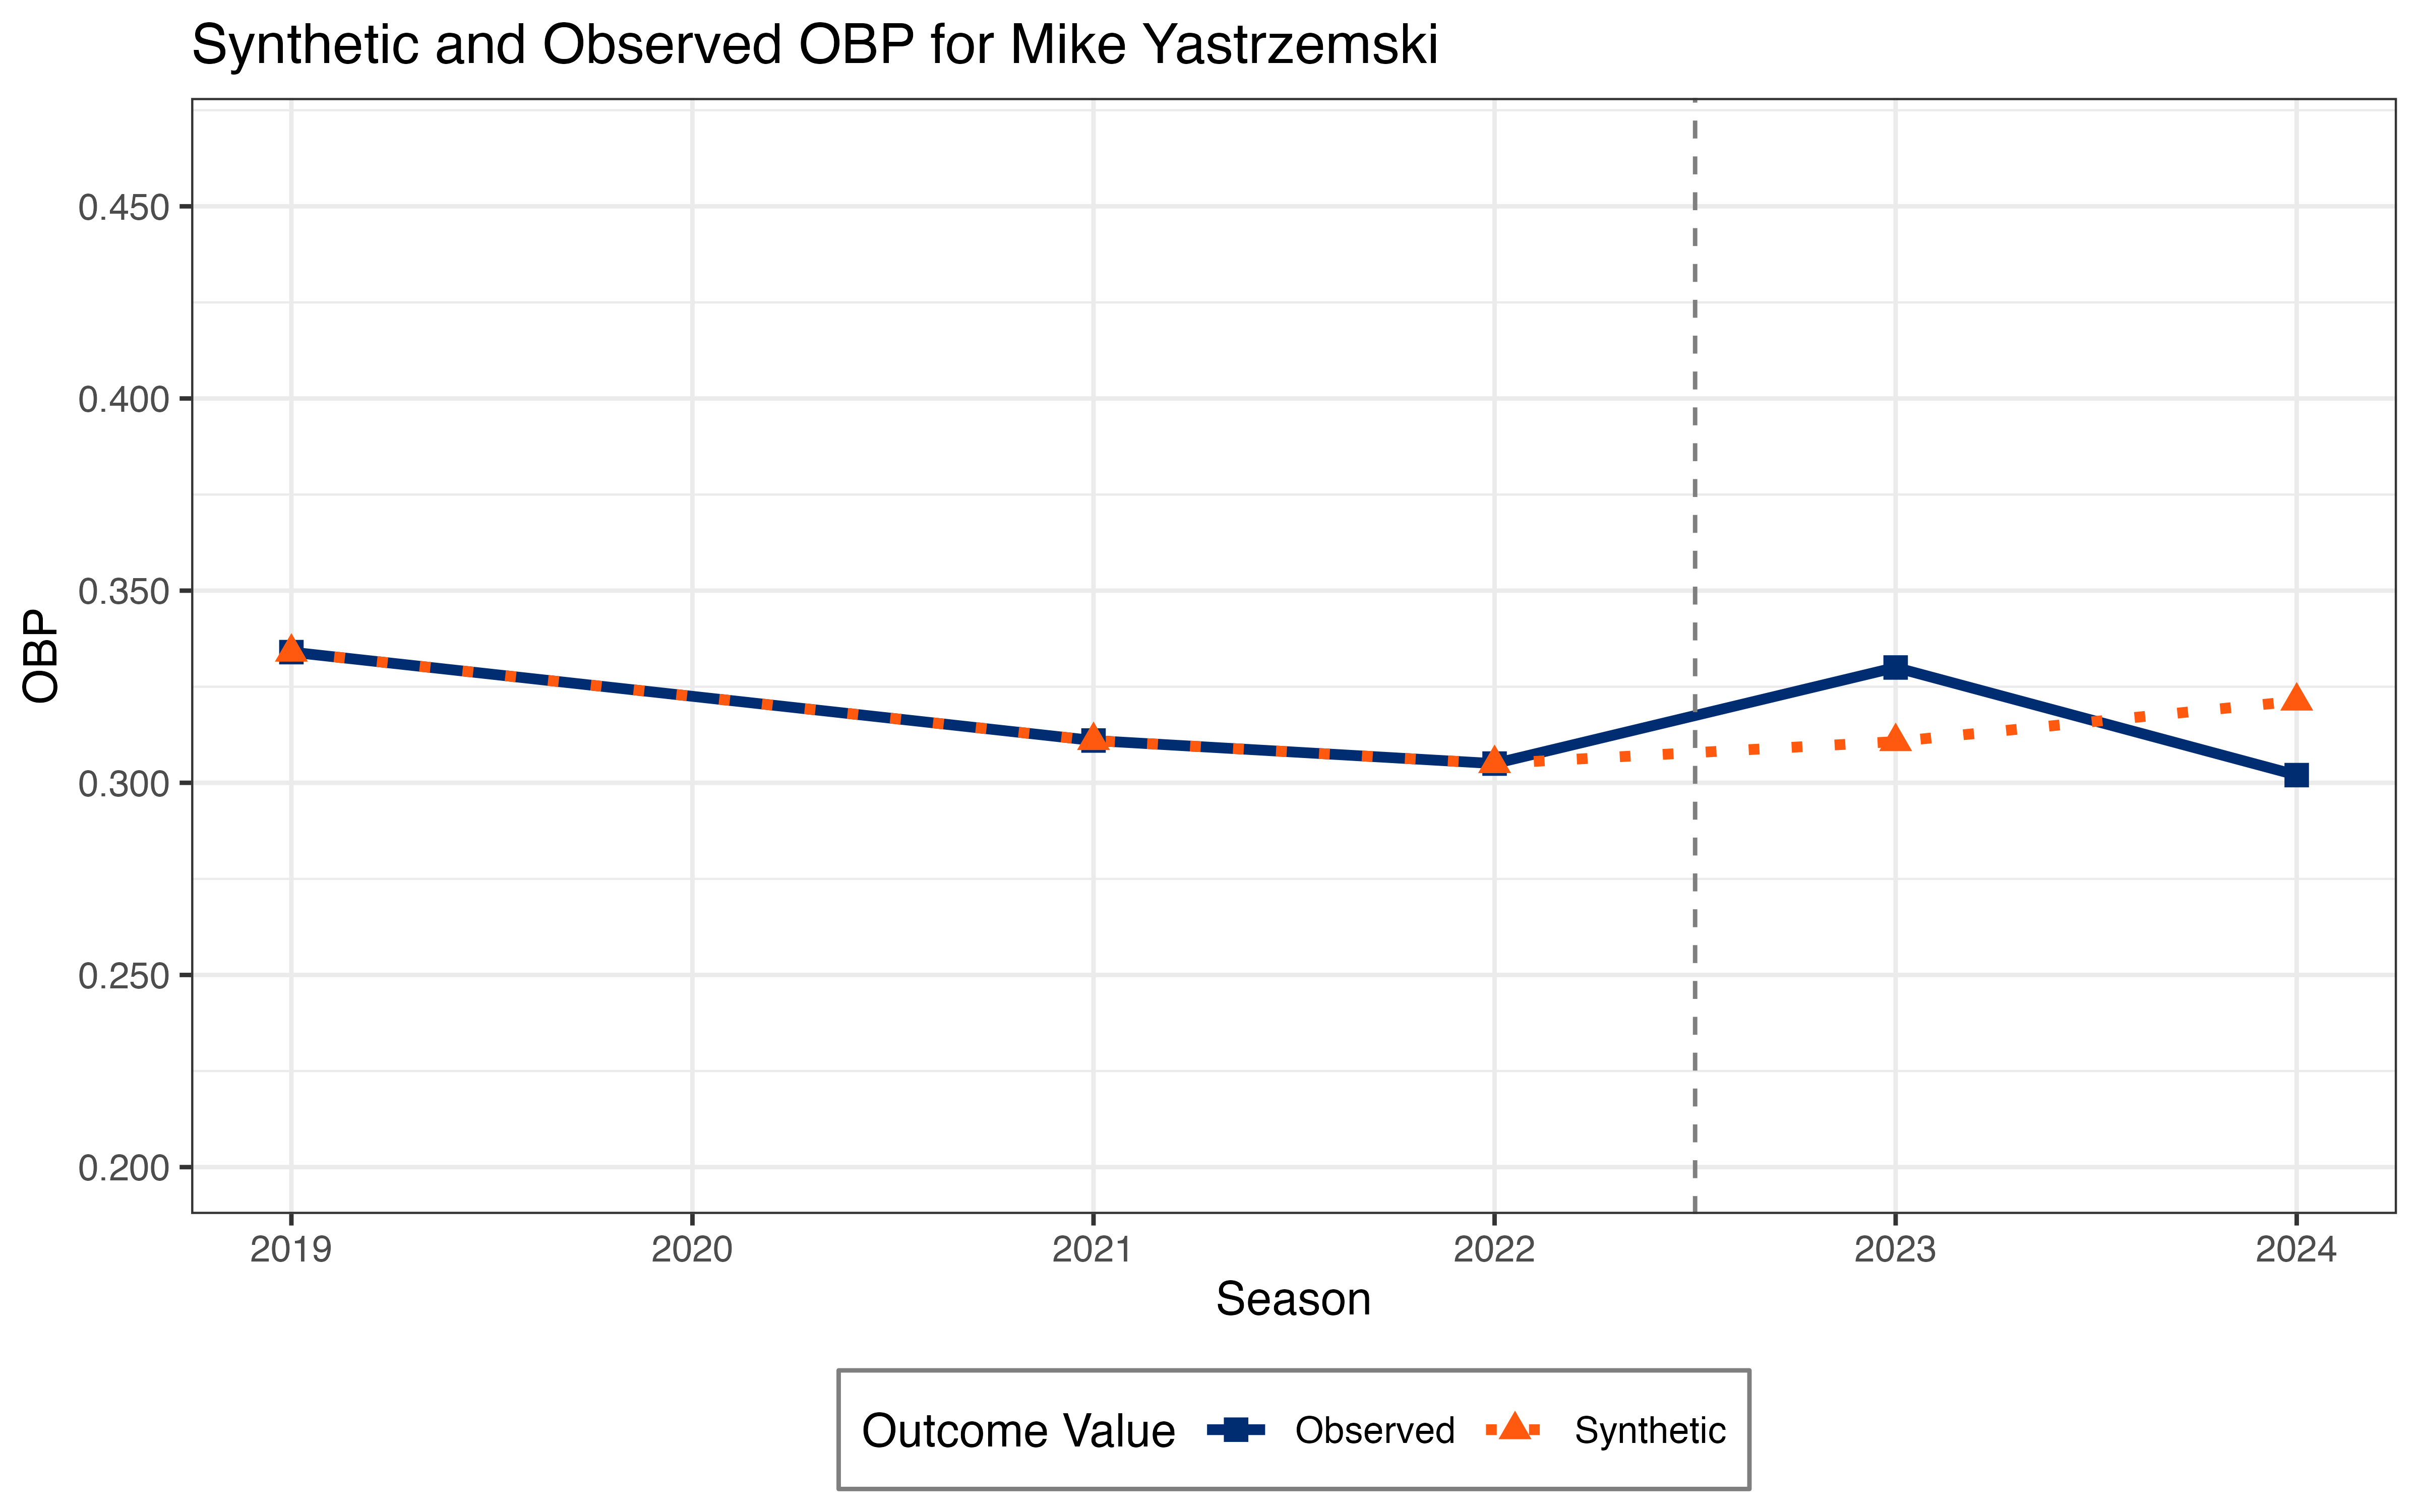 Synthetic and Observed OBP for Mike Yastrzemski
OBP
0.450
0.400
0.350
0.300
0.250
0.200
2019 2020 2021 2022 2023 2024
Season
Outcome Value Observed Synthetic